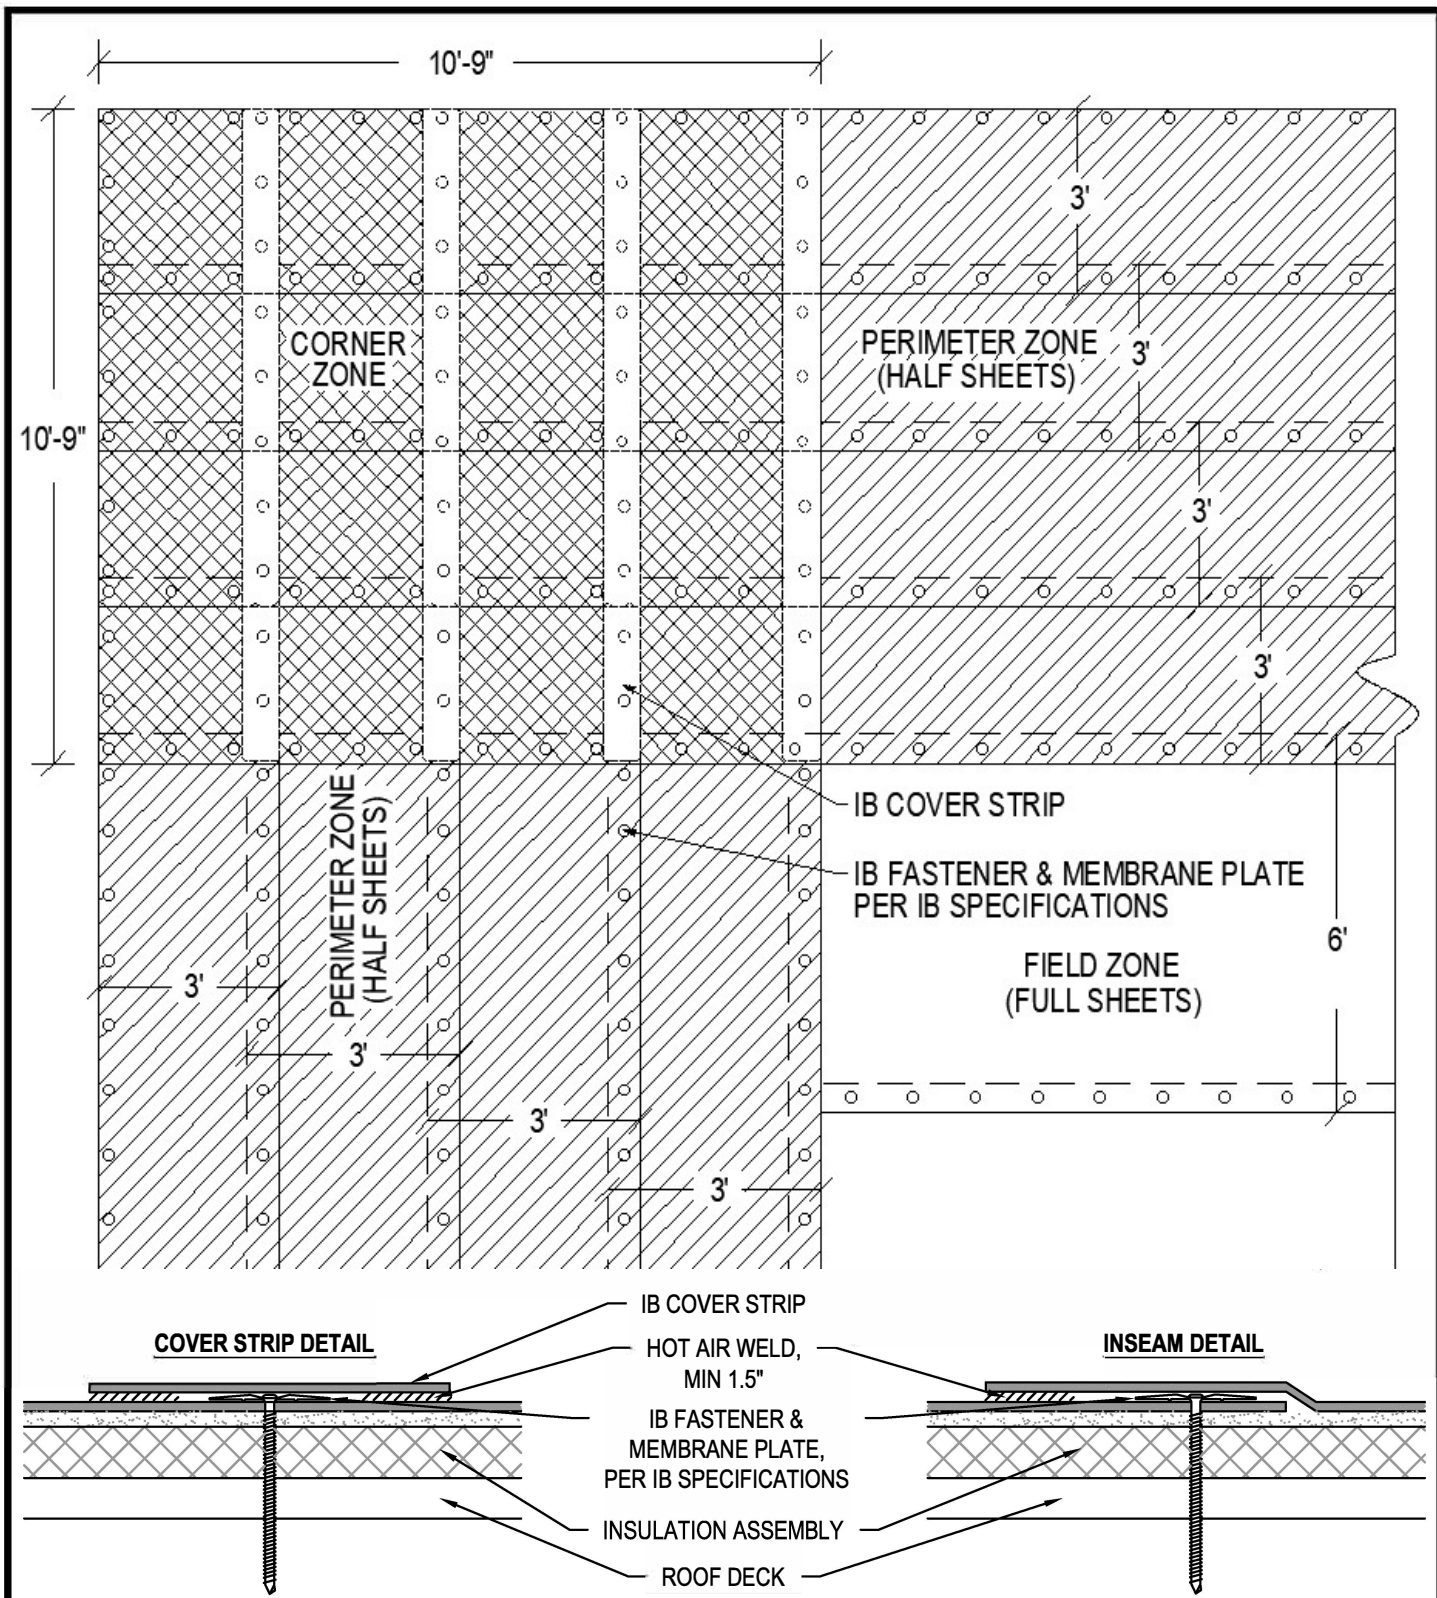 10'-9"
3'
CORNER
ZONE
PERIMETER ZONE
(HALF SHEETS)
3'
10'-9"
3'
3'
IB COVER STRIP
PERIMETER ZONE
(HALF SHEETS)
IB FASTENER & MEMBRANE PLATE
PER IB SPECIFICATIONS
6'
FIELD ZONE
(FULL SHEETS)
3'
3'
3'
3'
IB COVER STRIP
COVER STRIP DETAIL
HOT AIR WELD,
MIN 1.5"
INSEAM DETAIL
IB FASTENER &
MEMBRANE PLATE,
PER IB SPECIFICATIONS
INSULATION ASSEMBLY
ROOF DECK